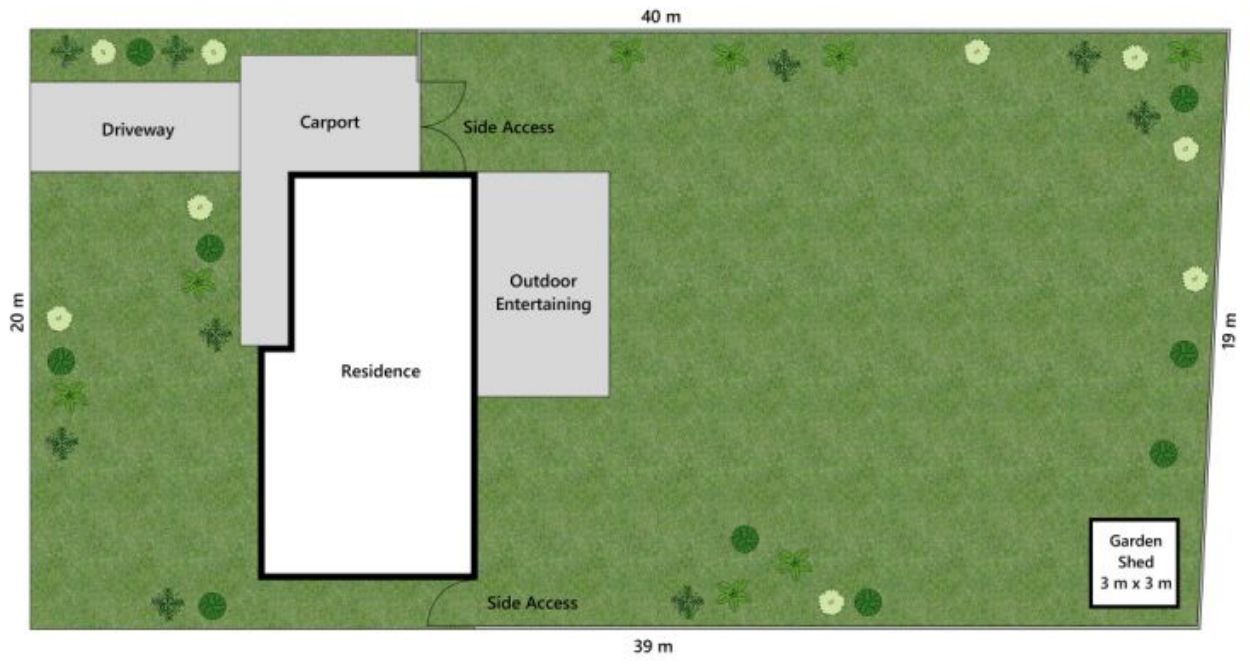 40 m
Driveway
Carport
Side Access
Outdoor
Entertaining
20 m
19 m
Residence
Garden
Shed
3 m x 3 m
Side Access
39 m